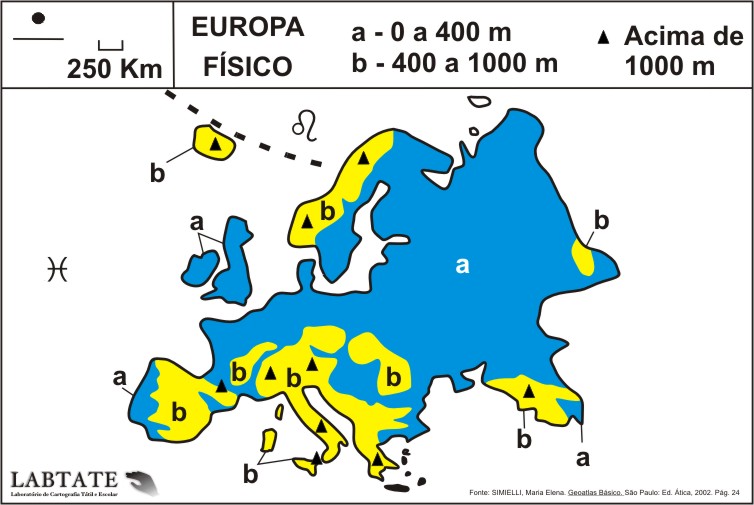 250 Km
EUROPA
FÍSICO
a - 0 a 400 m
b - 400 a 1000 m
▲ Acima de
1000 m
b
♌
a
b
b
♓
a
a
b
b
b
b
b
b
b
a
LABTATE
Laboratório de Cartografia Tátil e Escolar
Fonte: SIMIELLI, Maria Elena. Geoatlas Básico. São Paulo: Ed. Ática, 2002. Pág. 24